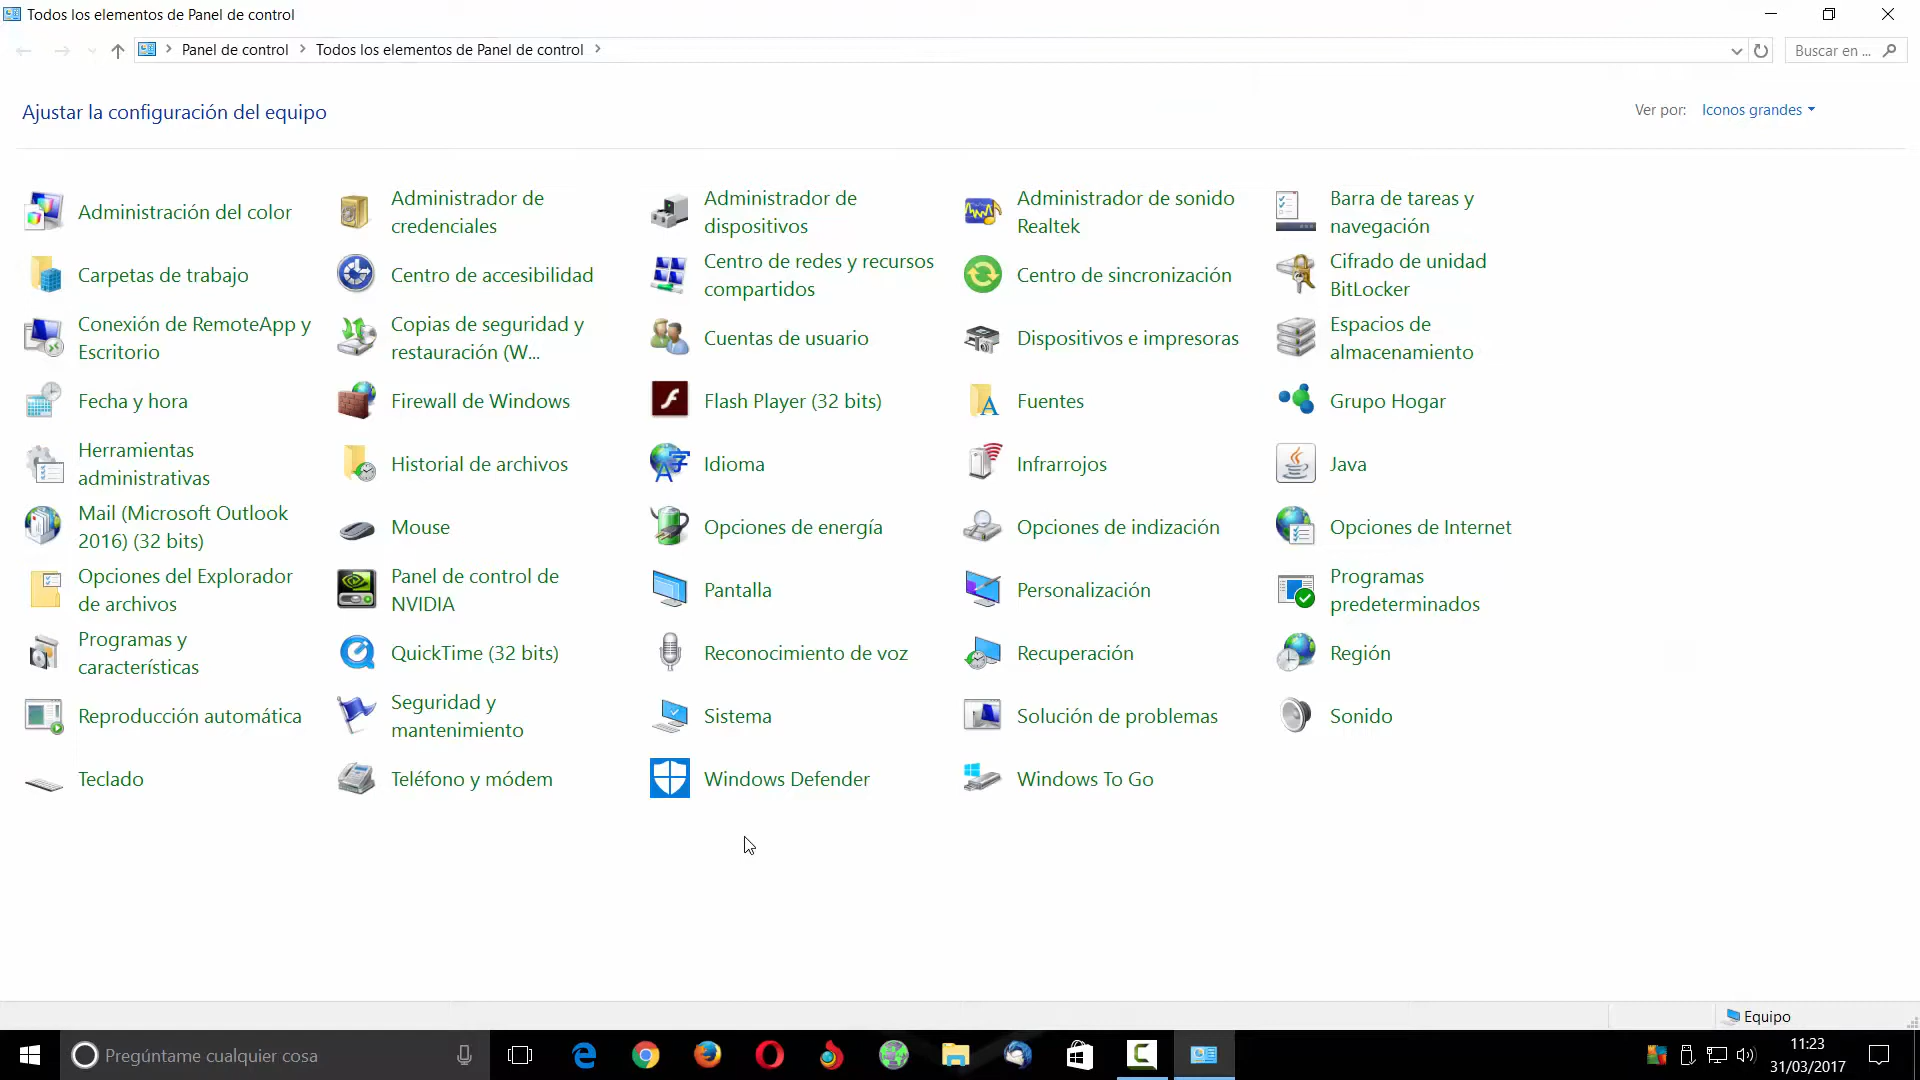 Todos los elementos de Panel de control
Panel de control
Todos los elementos de Panel de control
Buscar en ...
Ajustar la configuración del equipo
Ver por:
Iconos grandes
Administración del color
Administrador de
credenciales
Administrador de
dispositivos
Administrador de sonido
Realtek
Barra de tareas y
navegación
Carpetas de trabajo
Centro de accesibilidad
Centro de redes y recursos
compartidos
Centro de sincronización
Cifrado de unidad
BitLocker
Conexión de RemoteApp y
Escritorio
Copias de seguridad y
restauración (W...
Cuentas de usuario
Dispositivos e impresoras
Espacios de
almacenamiento
Fecha y hora
Firewall de Windows
Flash Player (32 bits)
Fuentes
Grupo Hogar
Herramientas
administrativas
Historial de archivos
Idioma
Infrarrojos
Java
Mail (Microsoft Outlook
2016) (32 bits)
Mouse
Opciones de energía
Opciones de indización
Opciones de Internet
Opciones del Explorador
de archivos
Panel de control de
NVIDIA
Pantalla
Personalización
Programas
predeterminados
Programas y
características
QuickTime (32 bits)
Reconocimiento de voz
Recuperación
Región
Reproducción automática
Seguridad y
mantenimiento
Sistema
Solución de problemas
Sonido
Teclado
Teléfono y módem
Windows Defender
Windows To Go
Equipo
Pregúntame cualquier cosa
11:23
31/03/2017